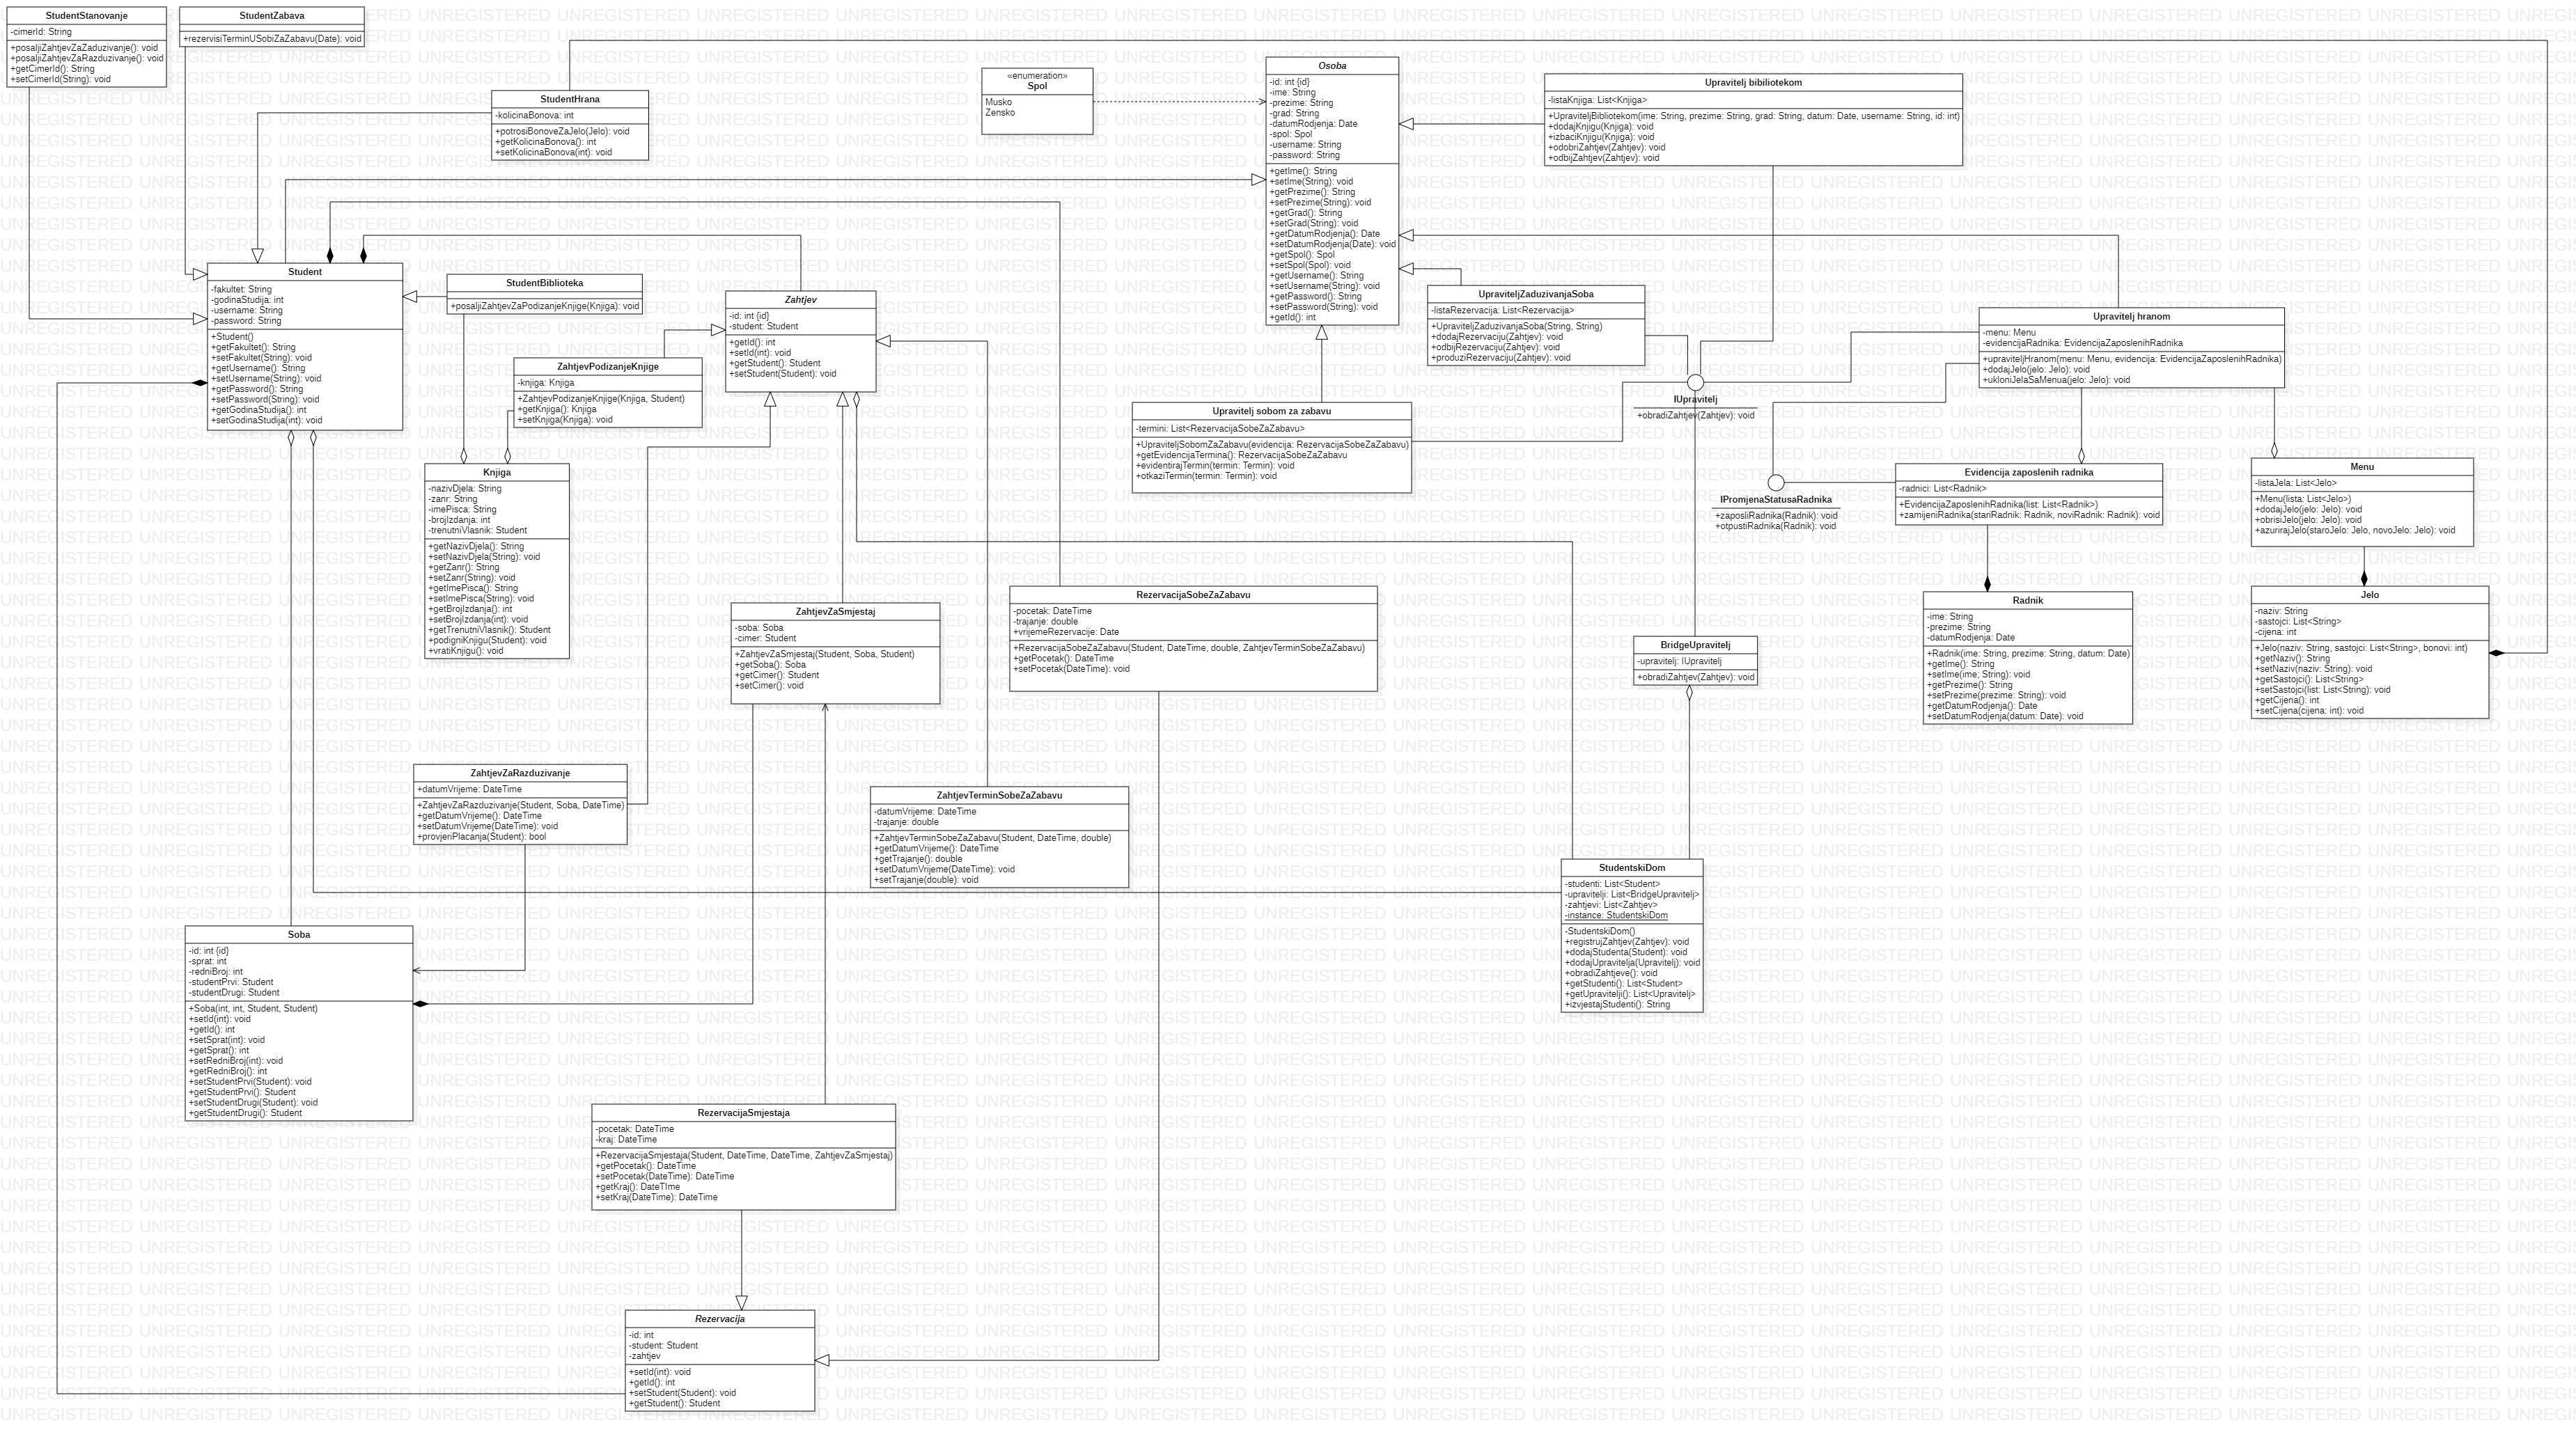 StudentStanovje
-cimerId: String
+posaljiZahtjevZaZaduzivanje(): void
+posaljiZahtjevZaRazduzivanje(): void
+getCimerId(): String
+setCimerId(String): void
StudentZabava
+rezervisiTerminUSobiZaZabavu(Date): void
StudentHrana
-kolicinaBonova: int
+potrosiBonoveZaJelo(Jelo): void
+getKolicinaBonova(): int
+setKolicinaBonova(int): void
«enumeration»
Spol
Musko
Zensko
Osoba
-id: int {id}
-ime: String
-prezime: String
-grad: String
-datumRodjenja: Date
-spol: Spol
-username: String
-password: String
+getIme(): String
+setIme(String): void
+getPrezime(): String
+setPrezime(String): void
+getGrad(): String
+setGrad(String): void
+getDatumRodjenja(): Date
+setDatumRodjenja(Date): void
+getSpol(): Spol
+setSpol(Spol): void
+getUsername(): String
+setUsername(String): void
+getPassword(): String
+setPassword(String): void
+getId(): int
Upravitelj bibiliotekom
-listaKnjiga: List<Knjiga>
+UpraviteljBibliotekom(ime: String, prezime: String, grad: String, datum: Date, username: String, id: int)
+dodajKnjigu(Knjiga): void
+izbaciKnjigu(Knjiga): void
+odobriZahtjev(Zahtjev): void
+odbijZahtjev(Zahtjev): void
Student
-fakultet: String
-godinaStudija: int
-username: String
-password: String
+Student()
+getFakultet(): String
+setFakultet(String): void
+getUsername(): String
+setUsername(String): void
+getPassword(): String
+setPassword(String): void
+getGodinaStudija(): int
+setGodinaStudija(int): void
StudentBiblioteka
+posaljiZahtjevZaPodizanjeKnjige(Knjiga): void
Zahtjev
-id: int {id}
-student: Student
+getId(): int
+setId(int): void
+getStudent(): Student
+setStudent(Student): void
ZahtjevPodizanjeKnjige
-knjiga: Knjiga
+ZahtjevPodizanjeKnjige(Knjiga, Student)
+getKnjiga(): Knjiga
+setKnjiga(Knjiga): void
UpraviteljZaduzivanjaSoba
-listaRezervacija: List<Rezervacija>
+UpraviteljZaduzivanjaSoba(String, String)
+dodajRezervaciju(Zahtjev): void
+odbijRezervaciju(Zahtjev): void
+produziRezervaciju(Zahtjev): void
Upravitelj hranom
-menu: Menu
-evidencijaRadnika: EvidencijaZaposlenihRadnika
+upraviteljHranom(menu: Menu, evidencija: EvidencijaZaposlenihRadnika)
+dodajJelo(jelo: Jelo): void
+ukloniJelaSaMenua(jelo: Jelo): void
IUpravitelj
+obradiZahtjev(Zahtjev): void
Upravitelj sobom za zabavu
-termini: List<RezervacijaSobeZaZabavu>
+UpraviteljSobomZaZabavu(evidencija: RezervacijaSobeZaZabavu)
+getEvidencijaTermina(): RezervacijaSobeZaZabavu
+evidentirajTermin(termin: Termin): void
+otkaziTermin(termin: Termin): void
Knjiga
-nazivDjela: String
-zanr: String
-imePisca: String
-brojIzdanja: int
-trenutniVlasnik: Student
+getNazivDjela(): String
+setNazivDjela(String): void
+getZanr(): String
+setZanr(String): void
+getImePisca(): String
+setImePisca(String): void
+getBrojIzdanja(): int
+setBrojIzdanja(int): void
+getTrenutniVlasnik(): Student
+podigniKnjigu(Student): void
+vratiKnjigu(): void
IPromjenaStatusaRadnika
+zaposliRadnika(Radnik): void
+otpustiRadnika(Radnik): void
Evidencija zaposlenih radnika
-radnici: List<Radnik>
+EvidencijaZaposlenihRadnika(list: List<Radnik>)
+zamijeniRadnika(stariRadnik: Radnik, noviRadnik: Radnik): void
Menu
-listaJela: List<Jelo>
+Menu(lista: List<Jelo>)
+dodajJelo(jelo: Jelo): void
+obrisiJelo(jelo: Jelo): void
+azurirajJelo(staroJelo: Jelo, novoJelo: Jelo): void
ZahtjevZaSmjestaj
-soba: Soba
-cimer: Student
+ZahtjevZaSmjestaj(Student, Soba, Student)
+getSoba(): Soba
+getCimer(): Student
+setCimer(): void
RezervacijaSobeZaZabavu
-pocetak: DateTime
-trajanje: double
+vrijemeRezervacije: Date
+RezervacijaSobeZaZabavu(Student, DateTime, double, ZahtjevTerminSobeZaZabavu)
+getPocetak(): DateTime
+setPocetak(DateTime): void
BridgeUpravitelj
-upravitelj: IUpravitelj
+obradiZahtjev(Zahtjev): void
Radnik
-ime: String
-prezime: String
-datumRodjenja: Date
+Radnik(ime: String, prezime: String, datum: Date)
+getIme(): String
+setIme(ime; String): void
+getPrezime(): String
+setPrezime(prezime: String): void
+getDatumRodjenja(): Date
+setDatumRodjenja(datum: Date): void
Jelo
-naziv: String
-sastojci: List<String>
-cijena: int
+Jelo(naziv: String, sastojci: List<String>, bonovi: int)
+getNaziv(): String
+setNaziv(naziv: String): void
+getSastojci(): List<String>
+setSastojci(list: List<String): void
+getCijena(): int
+setCijena(cijena: int): void
ZahtjevZaRazduzivanje
+datumVrijeme: DateTime
+ZahtjevZaRazduzivanje(Student, Soba, DateTime)
+getDatumVrijeme(): DateTime
+setDatumVrijeme(DateTime): void
+provjeriPlacanja(Student): bool
ZahtjevTerminSobeZaZabavu
-datumVrijeme: DateTime
-trajanje: double
+ZahtjevTerminSobeZaZabavu(Student, DateTime, double)
+getDatumVrijeme(): DateTime
+getTrajanje(): double
+setDatumVrijeme(DateTime): void
+setTrajanje(double): void
StudentskiDom
-studenti: List<Student>
-upravitelji: List<BridgeUpravitelj>
-zahtjevi: List<Zahtjev>
-instance: StudentskiDom
-StudentskiDom()
+registrujZahtjev(Zahtjev): void
+dodajStudenta(Student): void
+dodajUpravitelja(Upravitelj): void
+obradiZahtjeve(): void
+getStudenti(): List<Student>
+getUpravitelji(): List<Upravitelj>
+izvjestajStudenti(): String
Soba
-id: int {id}
-sprat: int
-redniBroj: int
-studentPrvi: Student
-studentDrugi: Student
+Soba(int, int, Student, Student)
+setId(int): void
+getId(): int
+setSprat(int): void
+getSprat(): int
+setRedniBroj(int): void
+getRedniBroj(): int
+setStudentPrvi(Student): void
+getStudentPrvi(): Student
+setStudentDrugi(Student): void
+getStudentDrugi(): Student
RezervacijaSmjestaja
-pocetak: DateTime
-kraj: DateTime
+RezervacijaSmjestaja(Student, DateTime, DateTime, ZahtjevZaSmjestaj)
+getPocetak(): DateTime
+setPocetak(DateTime): DateTime
+getKraj(): DateTIme
+setKraj(DateTime): DateTime
Rezervacija
-id: int
-student: Student
-zahtjev
+setId(int): void
+getId(): int
+setStudent(Student): void
+getStudent(): Student